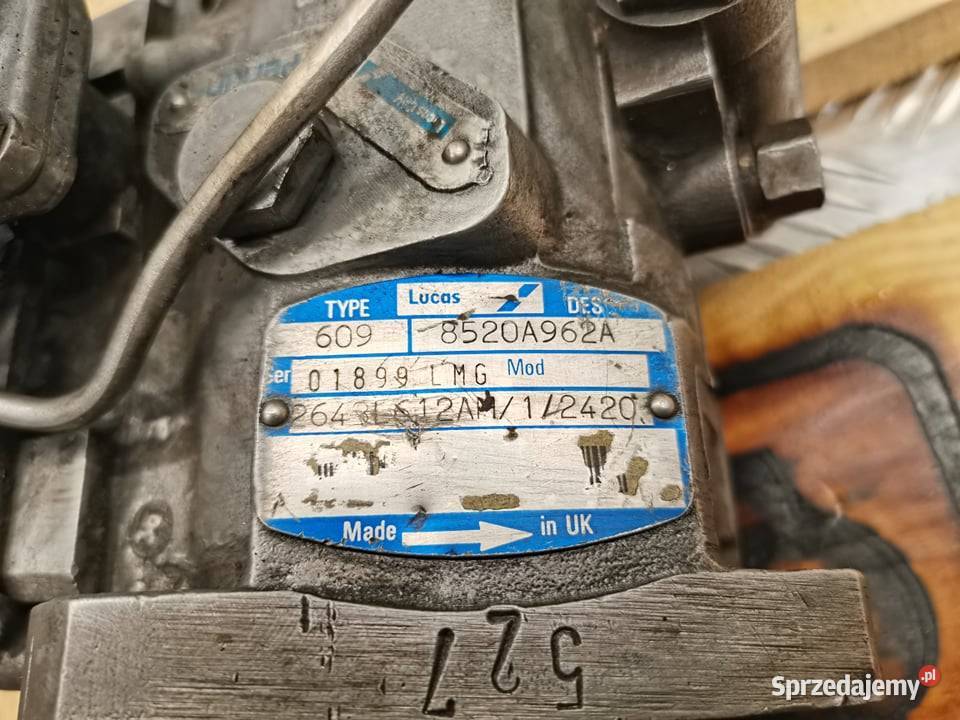 Lucas
TYPE DES
609 8520A962A
ser 01899 LMG Mod
12AM/1/2420
Made in UK
527
Sprzedajemy.pl